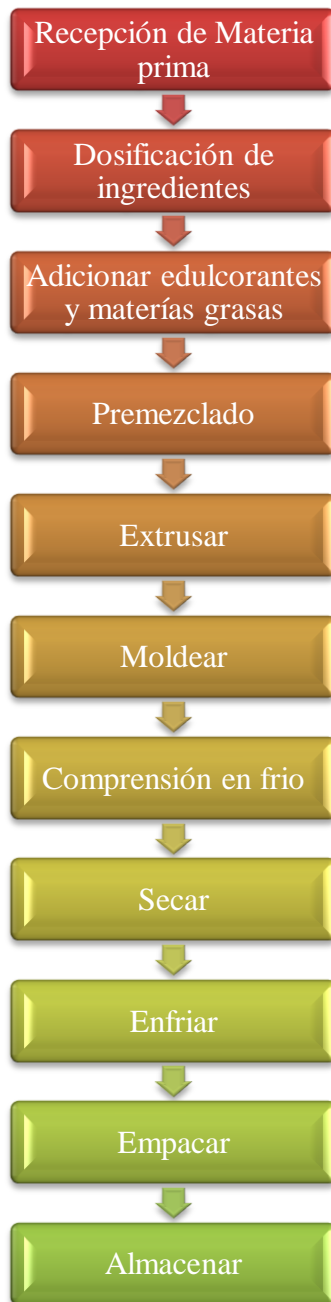 Recepción de Materia
prima
Dosificación de
ingredientes
Adicionar edulcorantes
y materías grasas
Premezclado
Extrusar
Moldear
Comprensión en frio
Secar
Enfriar
Empacar
Almacenar